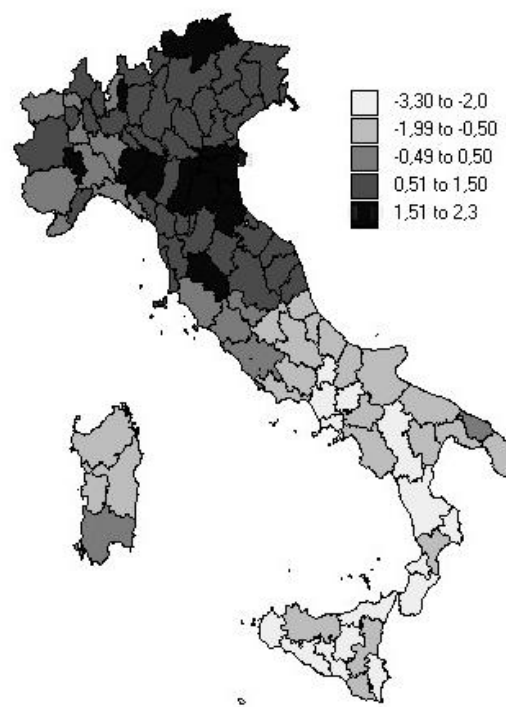 -3,30 to -2,0
-1,99 to -0,50
-0,49 to 0,50
0,51 to 1,50
1,51 to 2,3